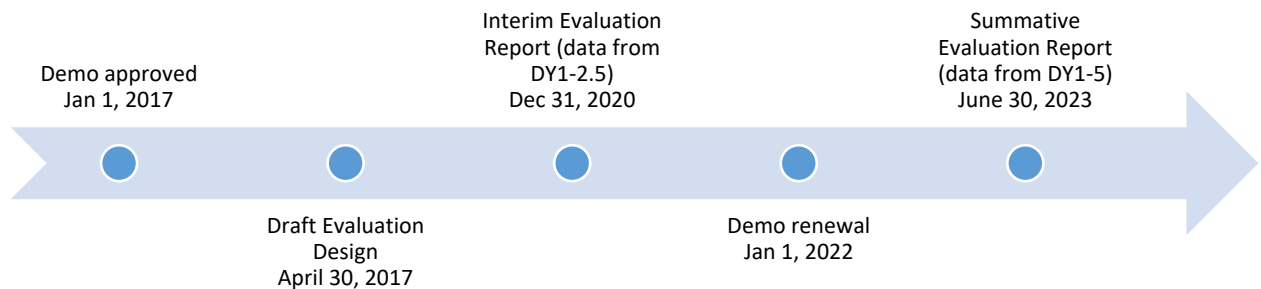 Demo approved
Jan 1, 2017
Draft Evaluation
Design
April 30, 2017
Interim Evaluation
Report (data from
DY1-2.5)
Dec 31, 2020
Demo renewal
Jan 1, 2022
Summative
Evaluation Report
(data from DY1-5)
June 30, 2023